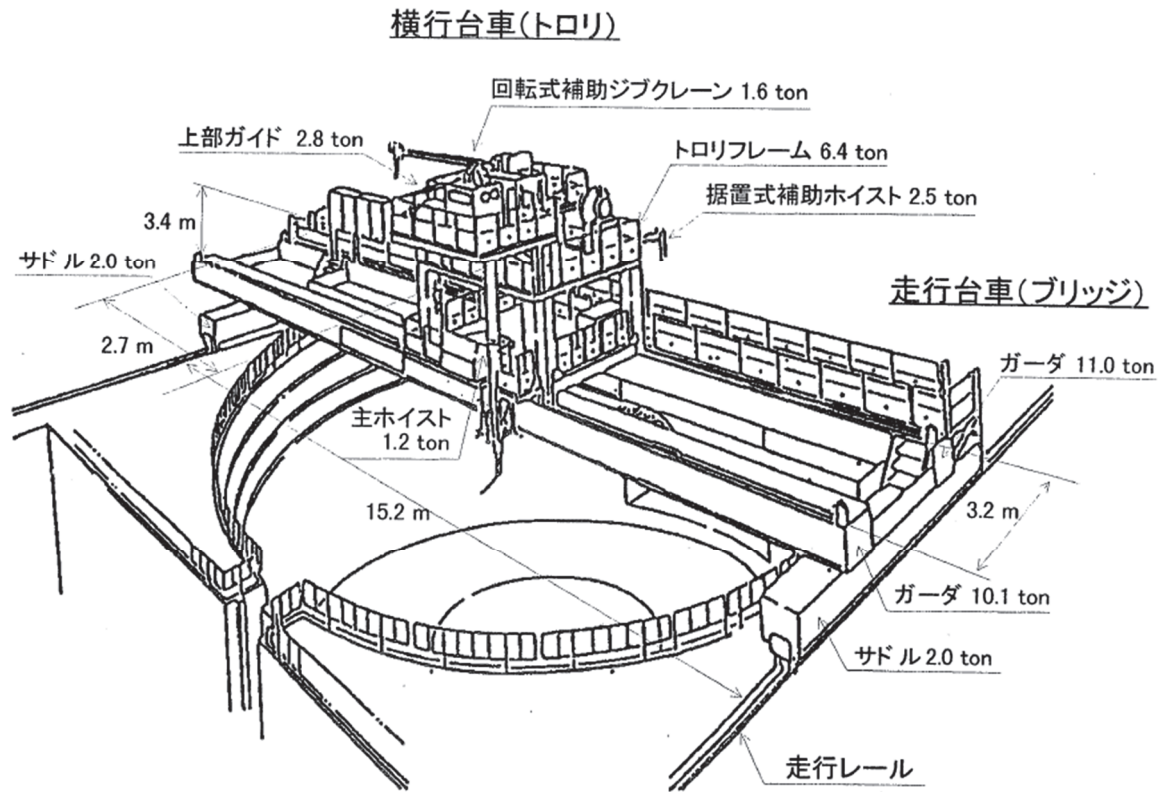 横行台車(トロリ)
回転式補助ジブクレーン 1.6 ton
上部ガイド 2.8 ton
トロリフレーム 6.4 ton
据置式補助ホイスト 2.5 ton
3.4 m
サドル 2.0 ton
走行台車(ブリッジ)
2.7 m
ガーダ 11.0 ton
主ホイスト
1.2 ton
15.2 m
3.2 m
ガーダ 10.1 ton
サドル 2.0 ton
走行レール